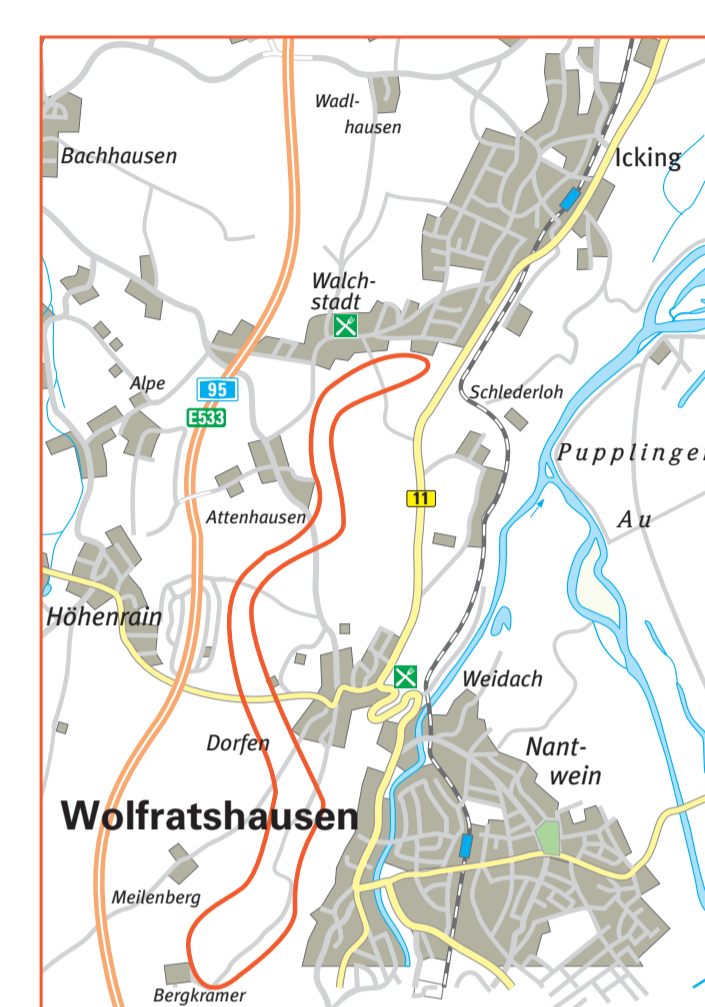 Wadl-
hausen
Bachhausen
Icking
Walch-
stadt
Alpe
95
E533
Schlederloh
Pupplinger
11
Attenhausen
Au
Höhenrain
Weidach
Dorfen
Nant-
wein
Wolfratshausen
Meilenberg
Bergkramer